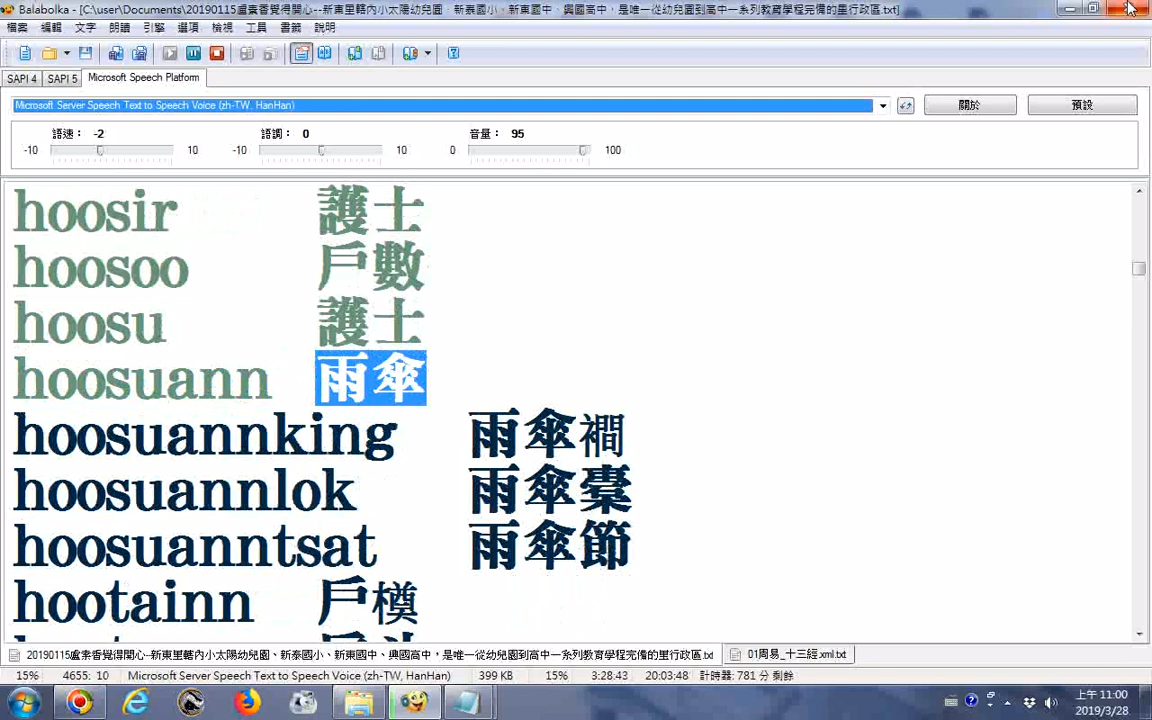 Balabolka - [C:\user\Documents\20190115盧素香覺得開心--新東里轄內小太陽幼兒園、新泰國小、新東國中、興國高中，是唯一從幼兒園到高中一系列教育學程完備的里行政區.txt]
檔案 編輯 文字 朗讀 引擎 選項 檢視 工具 書籤 說明
SAPI 4 SAPI 5 Microsoft Speech Platform
Microsoft Server Speech Text to Speech Voice (zh-TW, HanHan) 關於 預設
語速： -2 語調： 0 音量： 95
-10 10 -10 10 0 100
hoosir 護士
hoosoo 戶數
hoosu 護士
hoosuann 雨傘
hoosuannking 雨傘襉
hoosuannlok 雨傘橐
hoosuanntsat 雨傘節
hootainn 戶模
20190115盧素香覺得開心--新東里轄內小太陽幼兒園、新泰國小、新東國中、興國高中，是唯一從幼兒園到高中一系列教育學程完備的里行政區.txt 01周易_十三經.xml.txt
15% 4655: 10 Microsoft Server Speech Text to Speech Voice (zh-TW, HanHan) 399 KB 15% 3:28:43 20:03:48 計時器: 781 分 剩餘
上午 11:00
2019/3/28